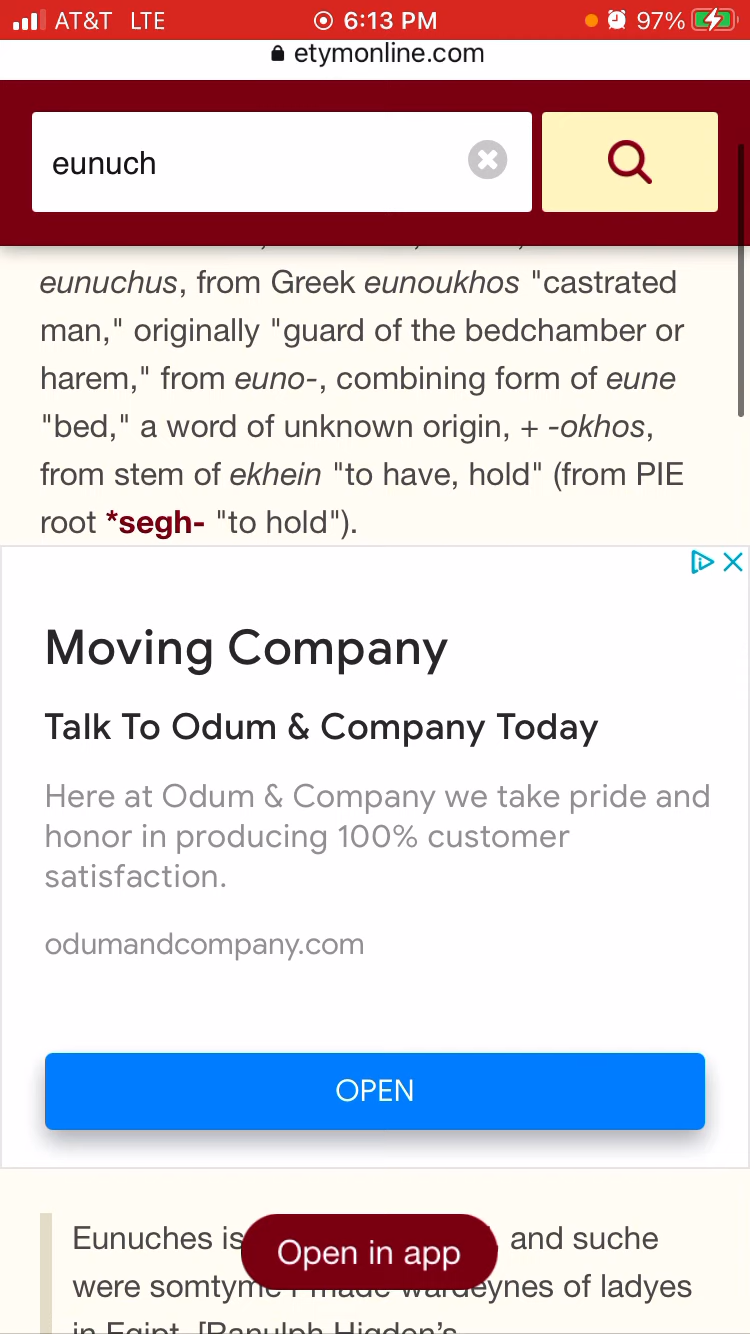 AT&T LTE 6:13 PM 97%
etymonline.com
eunuch
eunuchus, from Greek eunoukhos "castrated
man," originally "guard of the bedchamber or
harem," from euno-, combining form of eune
"bed," a word of unknown origin, + -okhos,
from stem of ekhein "to have, hold" (from PIE
root *segh- "to hold").
Moving Company
Talk To Odum & Company Today
Here at Odum & Company we take pride and
honor in producing 100% customer
satisfaction.
odumandcompany.com
OPEN
Eunuches is and suche
Open in app
were somtyme made wardeynes of ladyes
in Egipt. [Ranulph Higden's